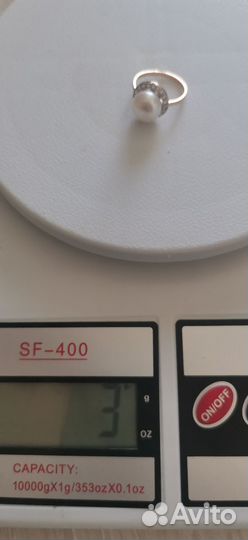 SF-400
3
g
oz
ON/OFF
CAPACITY:
10000gX1g/353ozX0.1oz
Avito